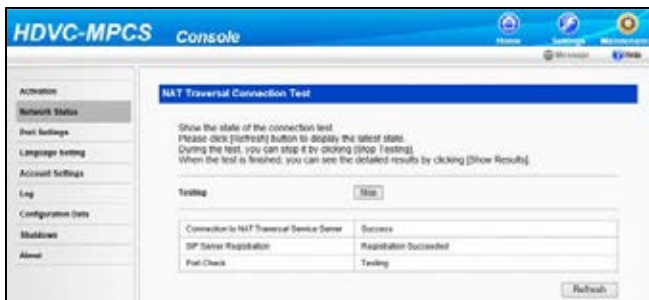 HDVC-MPCS Console
Home Settings Maintenance
Message Help
Activation
Network Status
Port Settings
Language Setting
Account Settings
Log
Configuration Data
Shutdown
About
NAT Traversal Connection Test
Show the state of the connection test.
Please click [Refresh] button to display the latest state.
During the test, you can stop it by clicking [Stop Testing].
When the test is finished, you can see the detailed results by clicking [Show Results].
Testing Stop
Connection to NAT Traversal Service Server Success
SIP Server Registration Registration Succeeded
Port Check Testing
Refresh